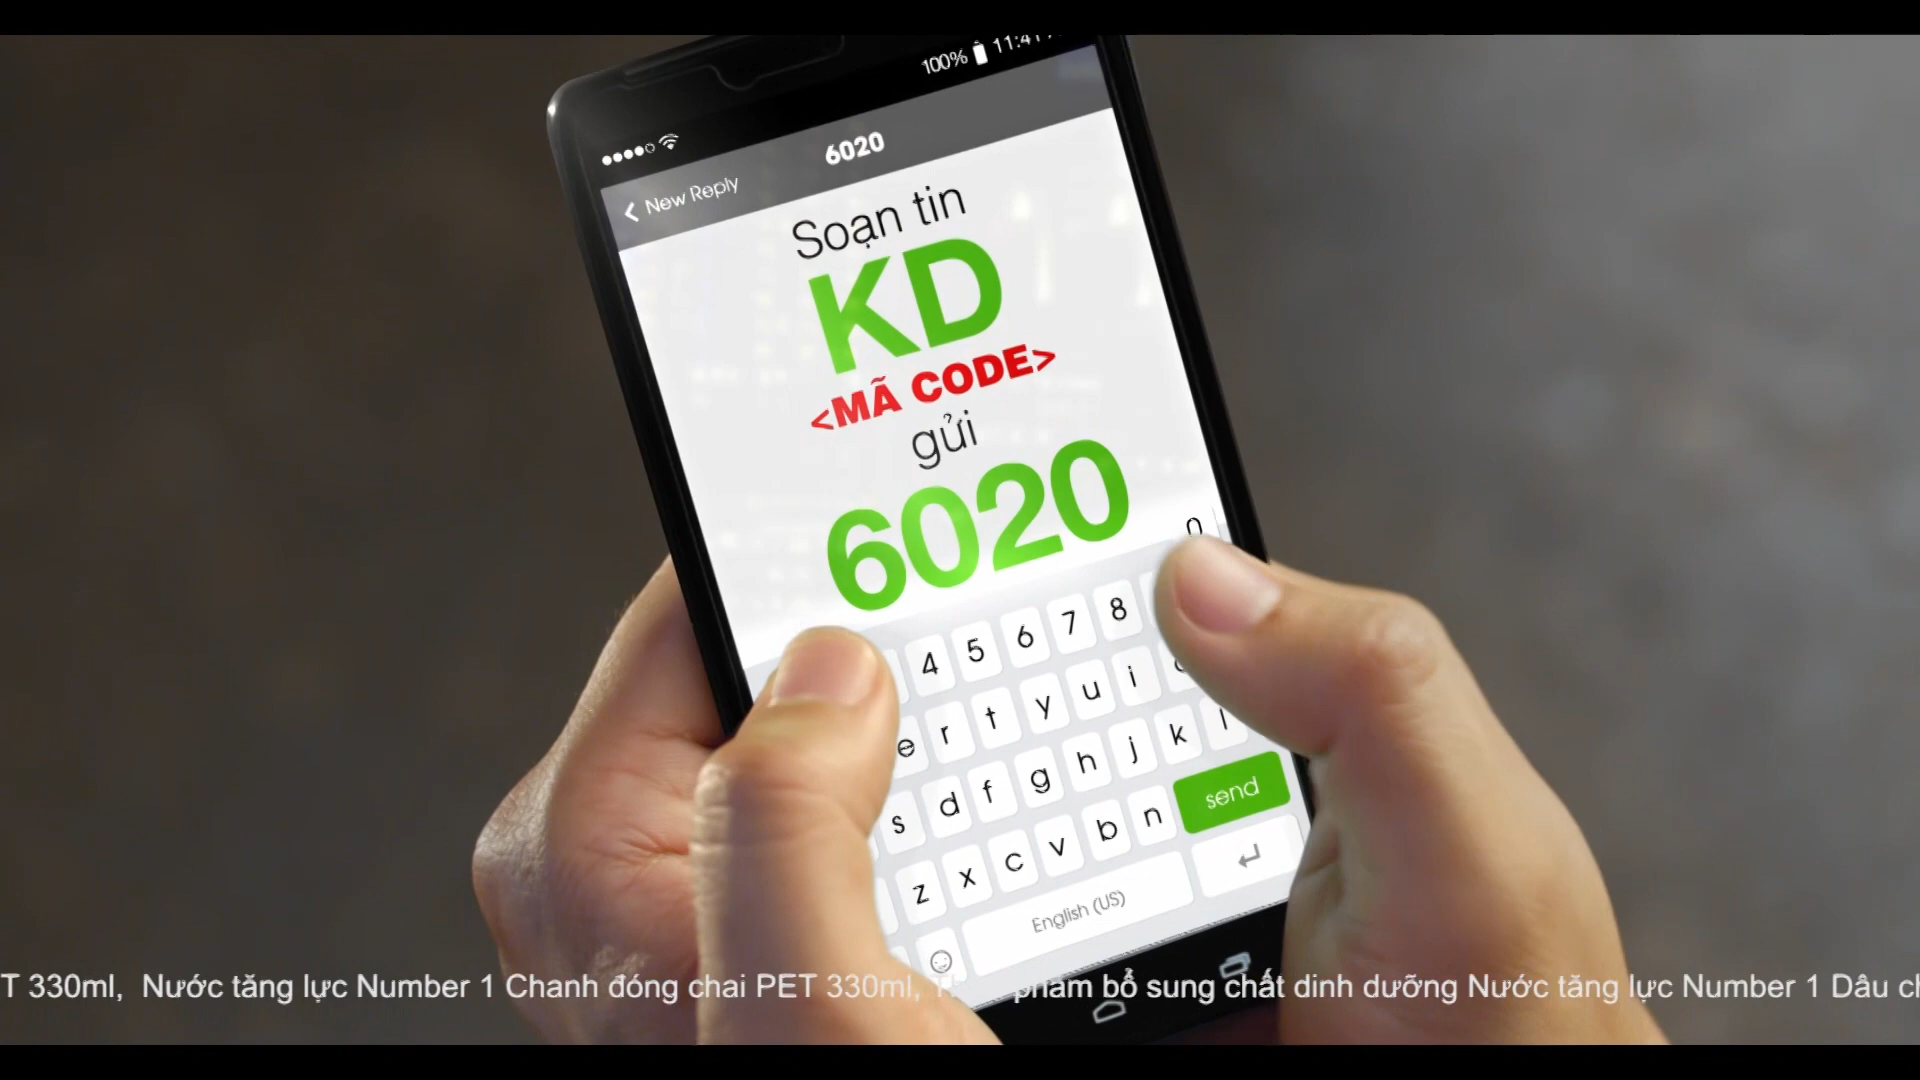 100% 11:41
6020
New Reply
Soạn tin
KD
<MÃ CODE>
gửi
6020
0
4 5 6 7 8
e r t y u i
s d f g h j k l
z x c v b n send
English (US)
T 330ml, Nước tăng lực Number 1 Chanh đóng chai PET 330ml, phẩm bổ sung chất dinh dưỡng Nước tăng lực Number 1 Dâu